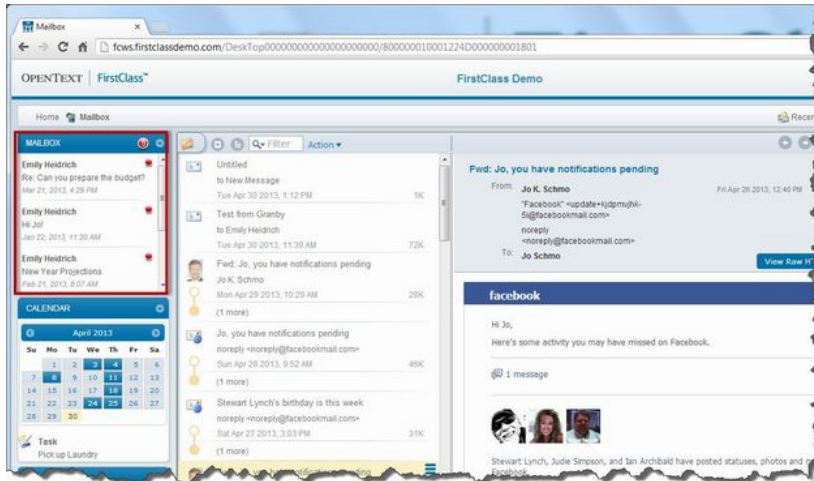 Mailbox
fcws.firstclassdemo.com/DeskTop
OPENTEXT | FirstClass™
FirstClass Demo
Home Mailbox
Recen
MAILBOX
Emily Heidrich
Re: Can you prepare the budget?
Mar 21, 2013, 4:29 PM
Emily Heidrich
Hi Jo!
Jan 22, 2013, 11:20 AM
Emily Heidrich
New Year Projections
Feb 21, 2013, 8:07 AM
CALENDAR
April 2013
Su Mo Tu We Th Fr Sa
1 2 3 4 5 6
7 8 9 10 11 12 13
14 15 16 17 18 19 20
21 22 23 24 25 26 27
28 29 30
Task
Pick up Laundry
Filter Action
Untitled
to New Message
Tue Apr 30 2013, 1:12 PM 1K
Test from Granby
to Emily Heidrich
Tue Apr 30 2013, 11:39 AM 72K
Fwd: Jo, you have notifications pending
Jo K. Schmo
Mon Apr 29 2013, 10:29 AM 28K
(1 more)
Jo, you have notifications pending
noreply <noreply@facebookmail.com>
Sun Apr 28 2013, 9:52 AM 46K
(1 more)
Stewart Lynch's birthday is this week
noreply <noreply@facebookmail.com>
Sat Apr 27 2013, 3:03 PM 31K
(1 more)
you have notifications pending
Fwd: Jo, you have notifications pending
From: Jo K. Schmo Fri Apr 26 2013, 12:40 PM
"Facebook"
noreply
<noreply@facebookmail.com>
To: Jo Schmo
View Raw H
facebook
Hi Jo,
Here's some activity you may have missed on Facebook.
1 message
Stewart Lynch, Judie Simpson, and Ian Archibald have posted statuses, photos and
Facebook.